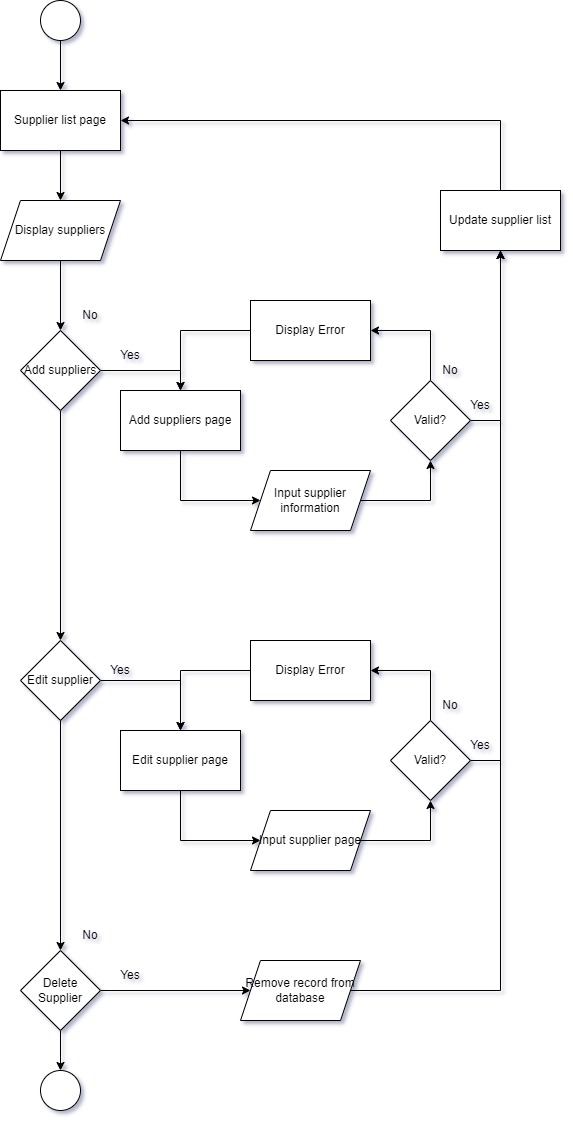 Supplier list page
Display suppliers
Update supplier list
No
Display Error
Yes
Add suppliers
No
Add suppliers page
Valid?
Yes
Input supplier
information
Yes
Edit supplier
Display Error
No
Edit supplier page
Valid?
Yes
Input supplier page
No
Yes
Delete
Supplier
Remove record from
database